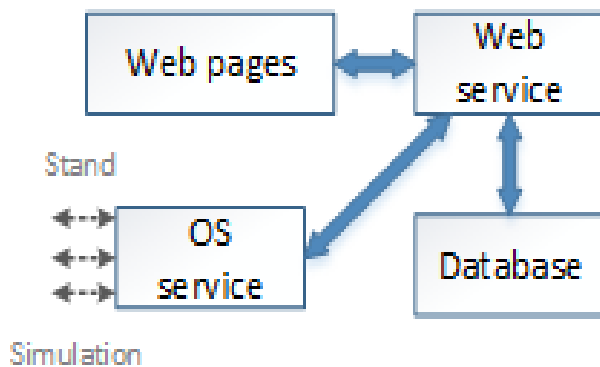 Web pages
Web
service
Stand
OS
service
Database
Simulation